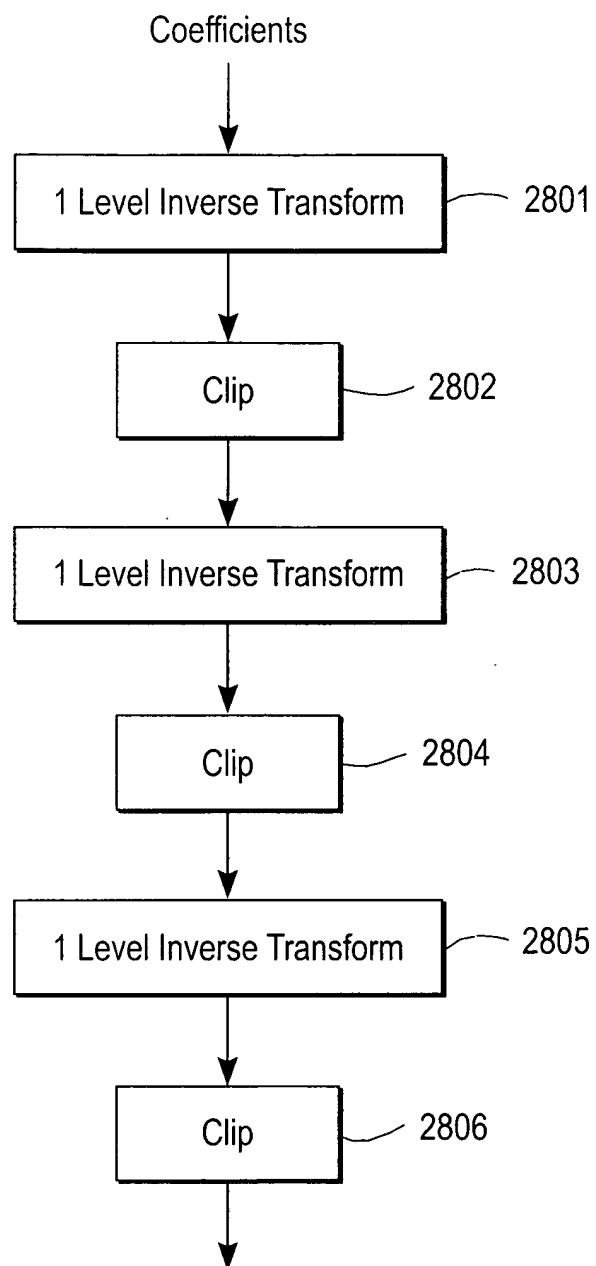 Coefficients
1 Level Inverse Transform
2801
Clip
2802
1 Level Inverse Transform
2803
Clip
2804
1 Level Inverse Transform
2805
Clip
2806